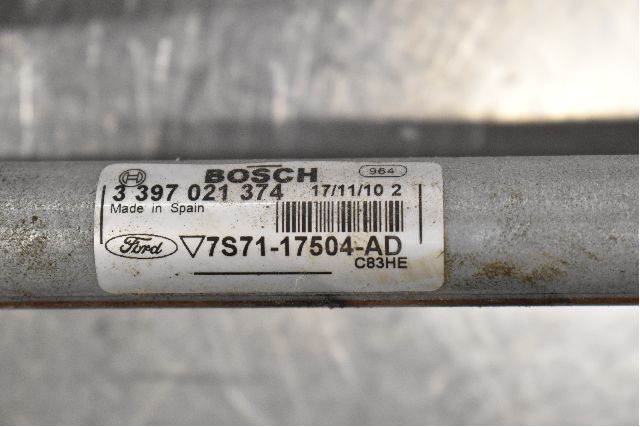 BOSCH 964
3 397 021 374 17/11/10 2
Made in Spain
Ford 7S71-17504-AD
C83HE